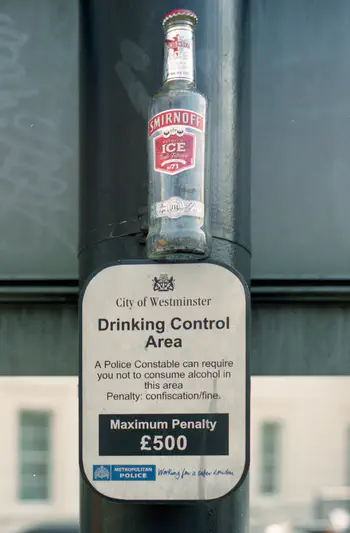 SMIRNOFF
ICE
Nº71
City of Westminster
Drinking Control
Area
A Police Constable can require
you not to consume alcohol in
this area
Penalty: confiscation/fine.
Maximum Penalty
£500
METROPOLITAN
POLICE
Working for a safer London